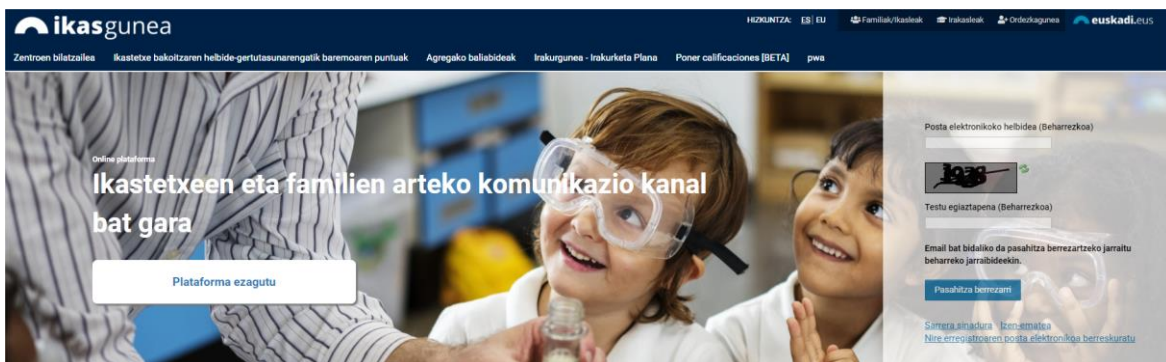 ikasgunea
HIZKUNTZA: ES| EU Familiak/Ikasleak Irakasleak Ordezkagunea euskadi.eus
Zentroen bilatzailea Ikastetxe bakoitzaren helbide-gertutasunarengatik baremoaren puntuak Agregako baliabideak Irakurgunea - Irakurketa Plana Poner calificaciones [BETA] pwa
Online plataforma
Ikastetxeen eta familien arteko komunikazio kanal
bat gara
Plataforma ezagutu
Posta elektronikoko helbidea (Beharrezkoa)
Testu egiaztapena (Beharrezkoa)
Email bat bidaliko da pasahitza berrezartzeko jarraitu
beharreko jarraibideekin.
Pasahitza berrezarri
Sarrera sinadura Izen-ematea
Nire erregistroaren posta elektronikoa berreskuratu